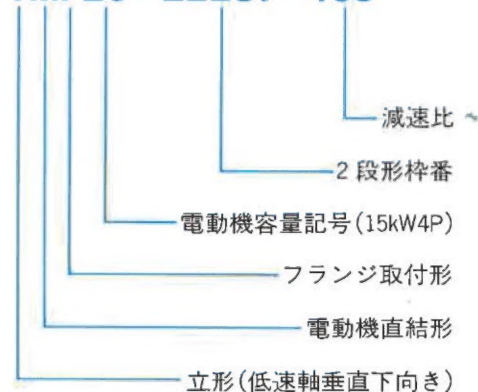 減速比 ~
2段形枠番
電動機容量記号(15kW4P)
フランジ取付形
電動機直結形
立形(低速軸垂直下向き)